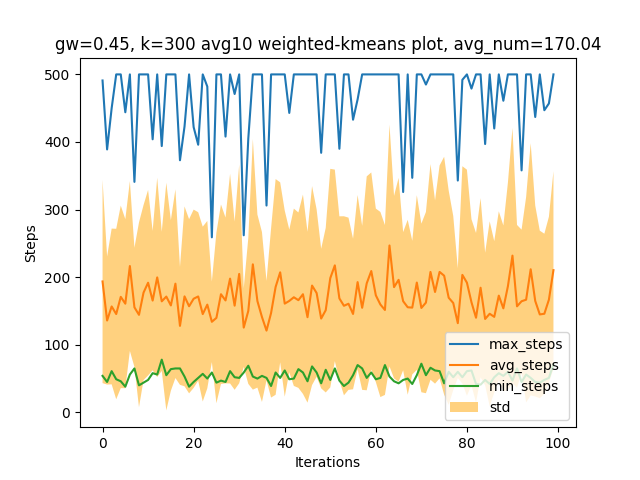 gw=0.45, k=300 avg10 weighted-kmeans plot, avg_num=170.04
500
400
300
200
100
0
Steps
0
20
40
60
80
100
Iterations
max_steps
avg_steps
min_steps
std